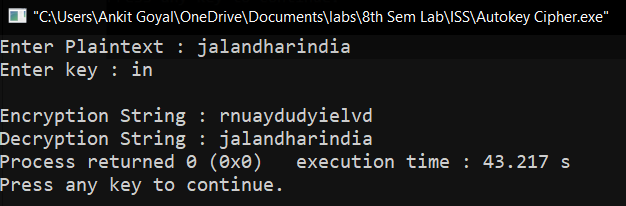 "C:\Users\Ankit Goyal\OneDrive\Documents\labs\8th Sem Lab\ISS\Autokey Cipher.exe"
Enter Plaintext : jalandharindia
Enter key : in
Encryption String : rnuaydudyielvd
Decryption String : jalandharindia
Process returned 0 (0x0)   execution time : 43.217 s
Press any key to continue.